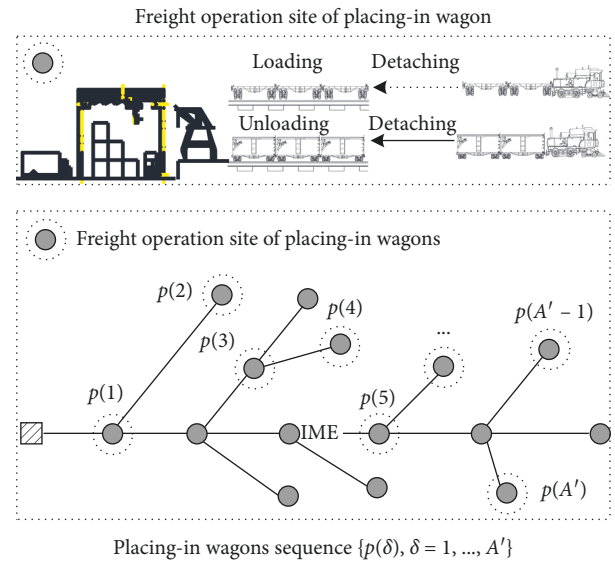 Freight operation site of placing-in wagon
Loading
Detaching
Unloading
Detaching
Freight operation site of placing-in wagons
p(2)
p(4)
p(A′ – 1)
p(3)
...
p(1)
p(5)
IME
p(A′)
Placing-in wagons sequence {p(δ), δ = 1, ..., A′}